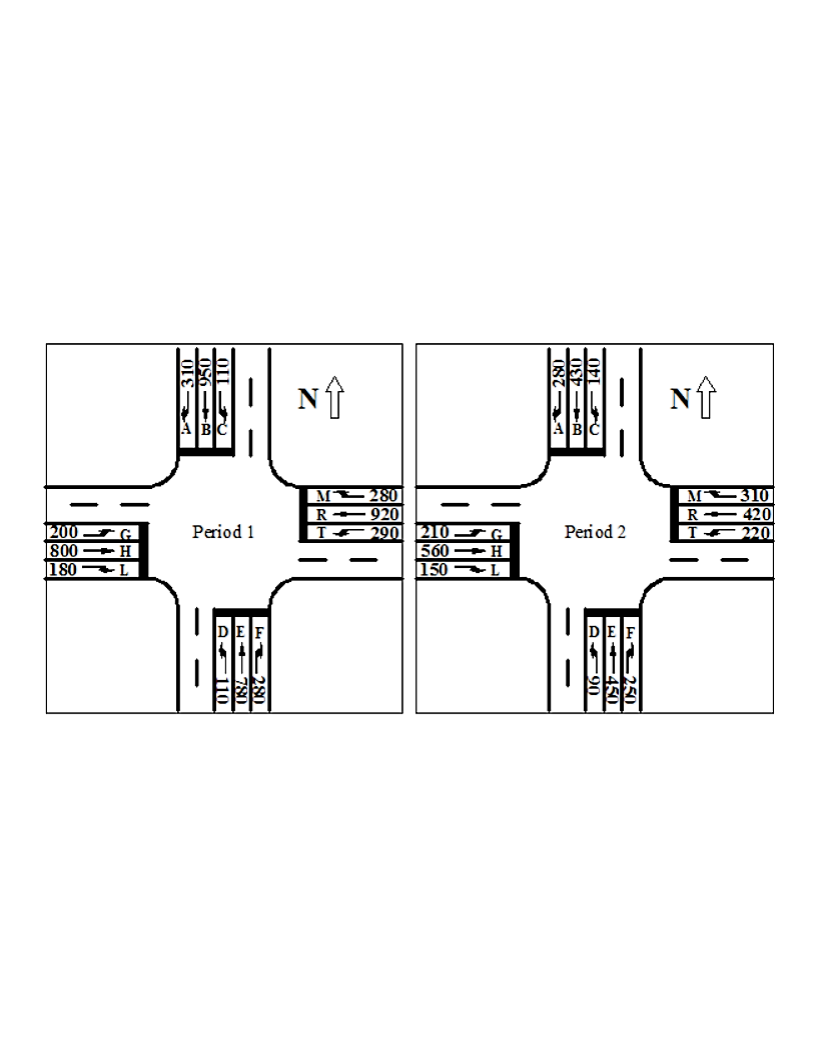 310 950 110
A B C
N
M 280
R 920
T 290
200 G
800 H
180 L
Period 1
D E F
110 780 280
280 430 140
A B C
N
M 310
R 420
T 220
210 G
560 H
150 L
Period 2
D E F
90 450 250